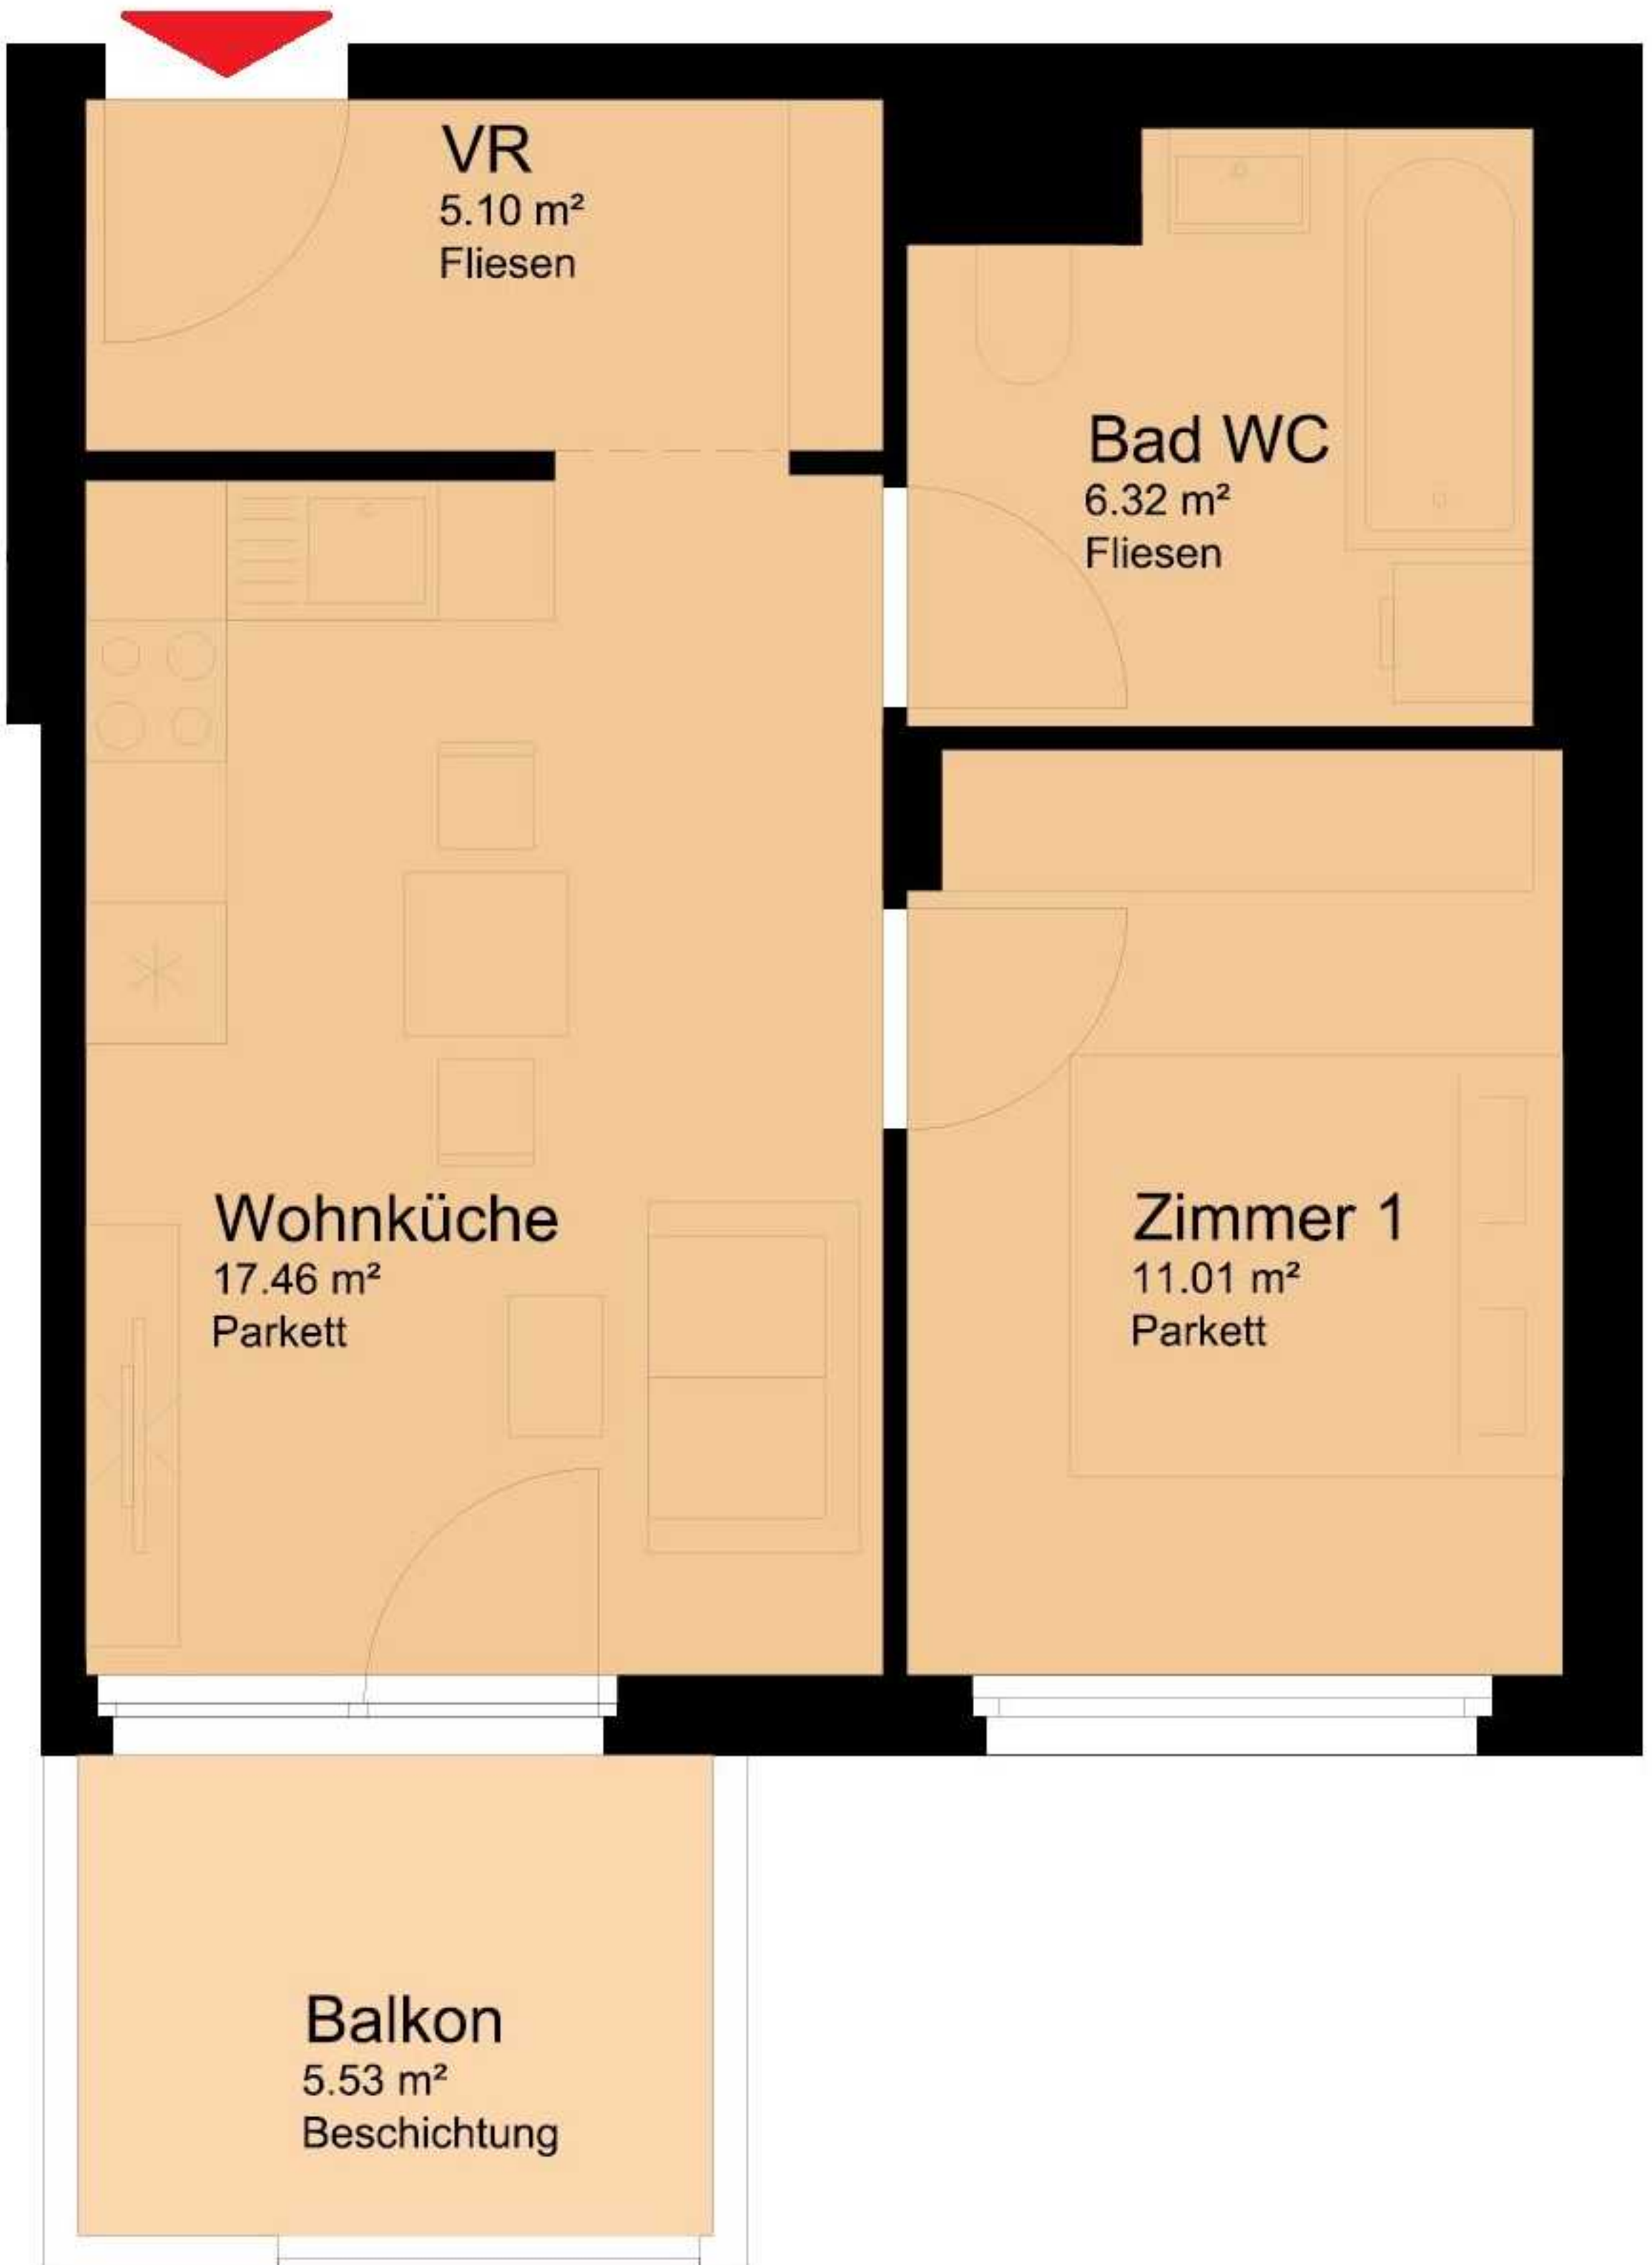 VR
5.10 m²
Fliesen
Bad WC
6.32 m²
Fliesen
Wohnküche
17.46 m²
Parkett
Zimmer 1
11.01 m²
Parkett
Balkon
5.53 m²
Beschichtung